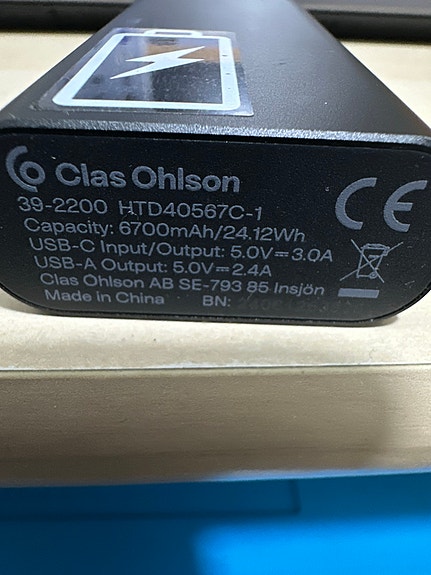 Clas Ohlson
39-2200 HTD40567C-1
Capacity: 6700mAh/24.12Wh
USB-C Input/Output: 5.0V⎓3.0A
USB-A Output: 5.0V⎓2.4A
Clas Ohlson AB SE-793 85 Insjön
Made in China BN:
CE